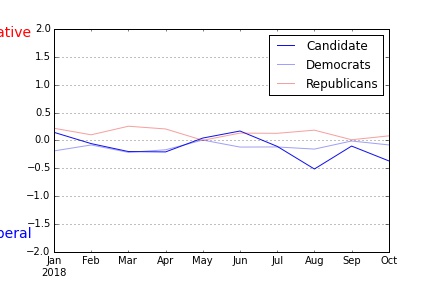 2.0
ative
1.5
1.0
0.5
0.0
−0.5
−1.0
−1.5
beral
−2.0
Candidate
Democrats
Republicans
Jan Feb Mar Apr May Jun Jul Aug Sep Oct
2018